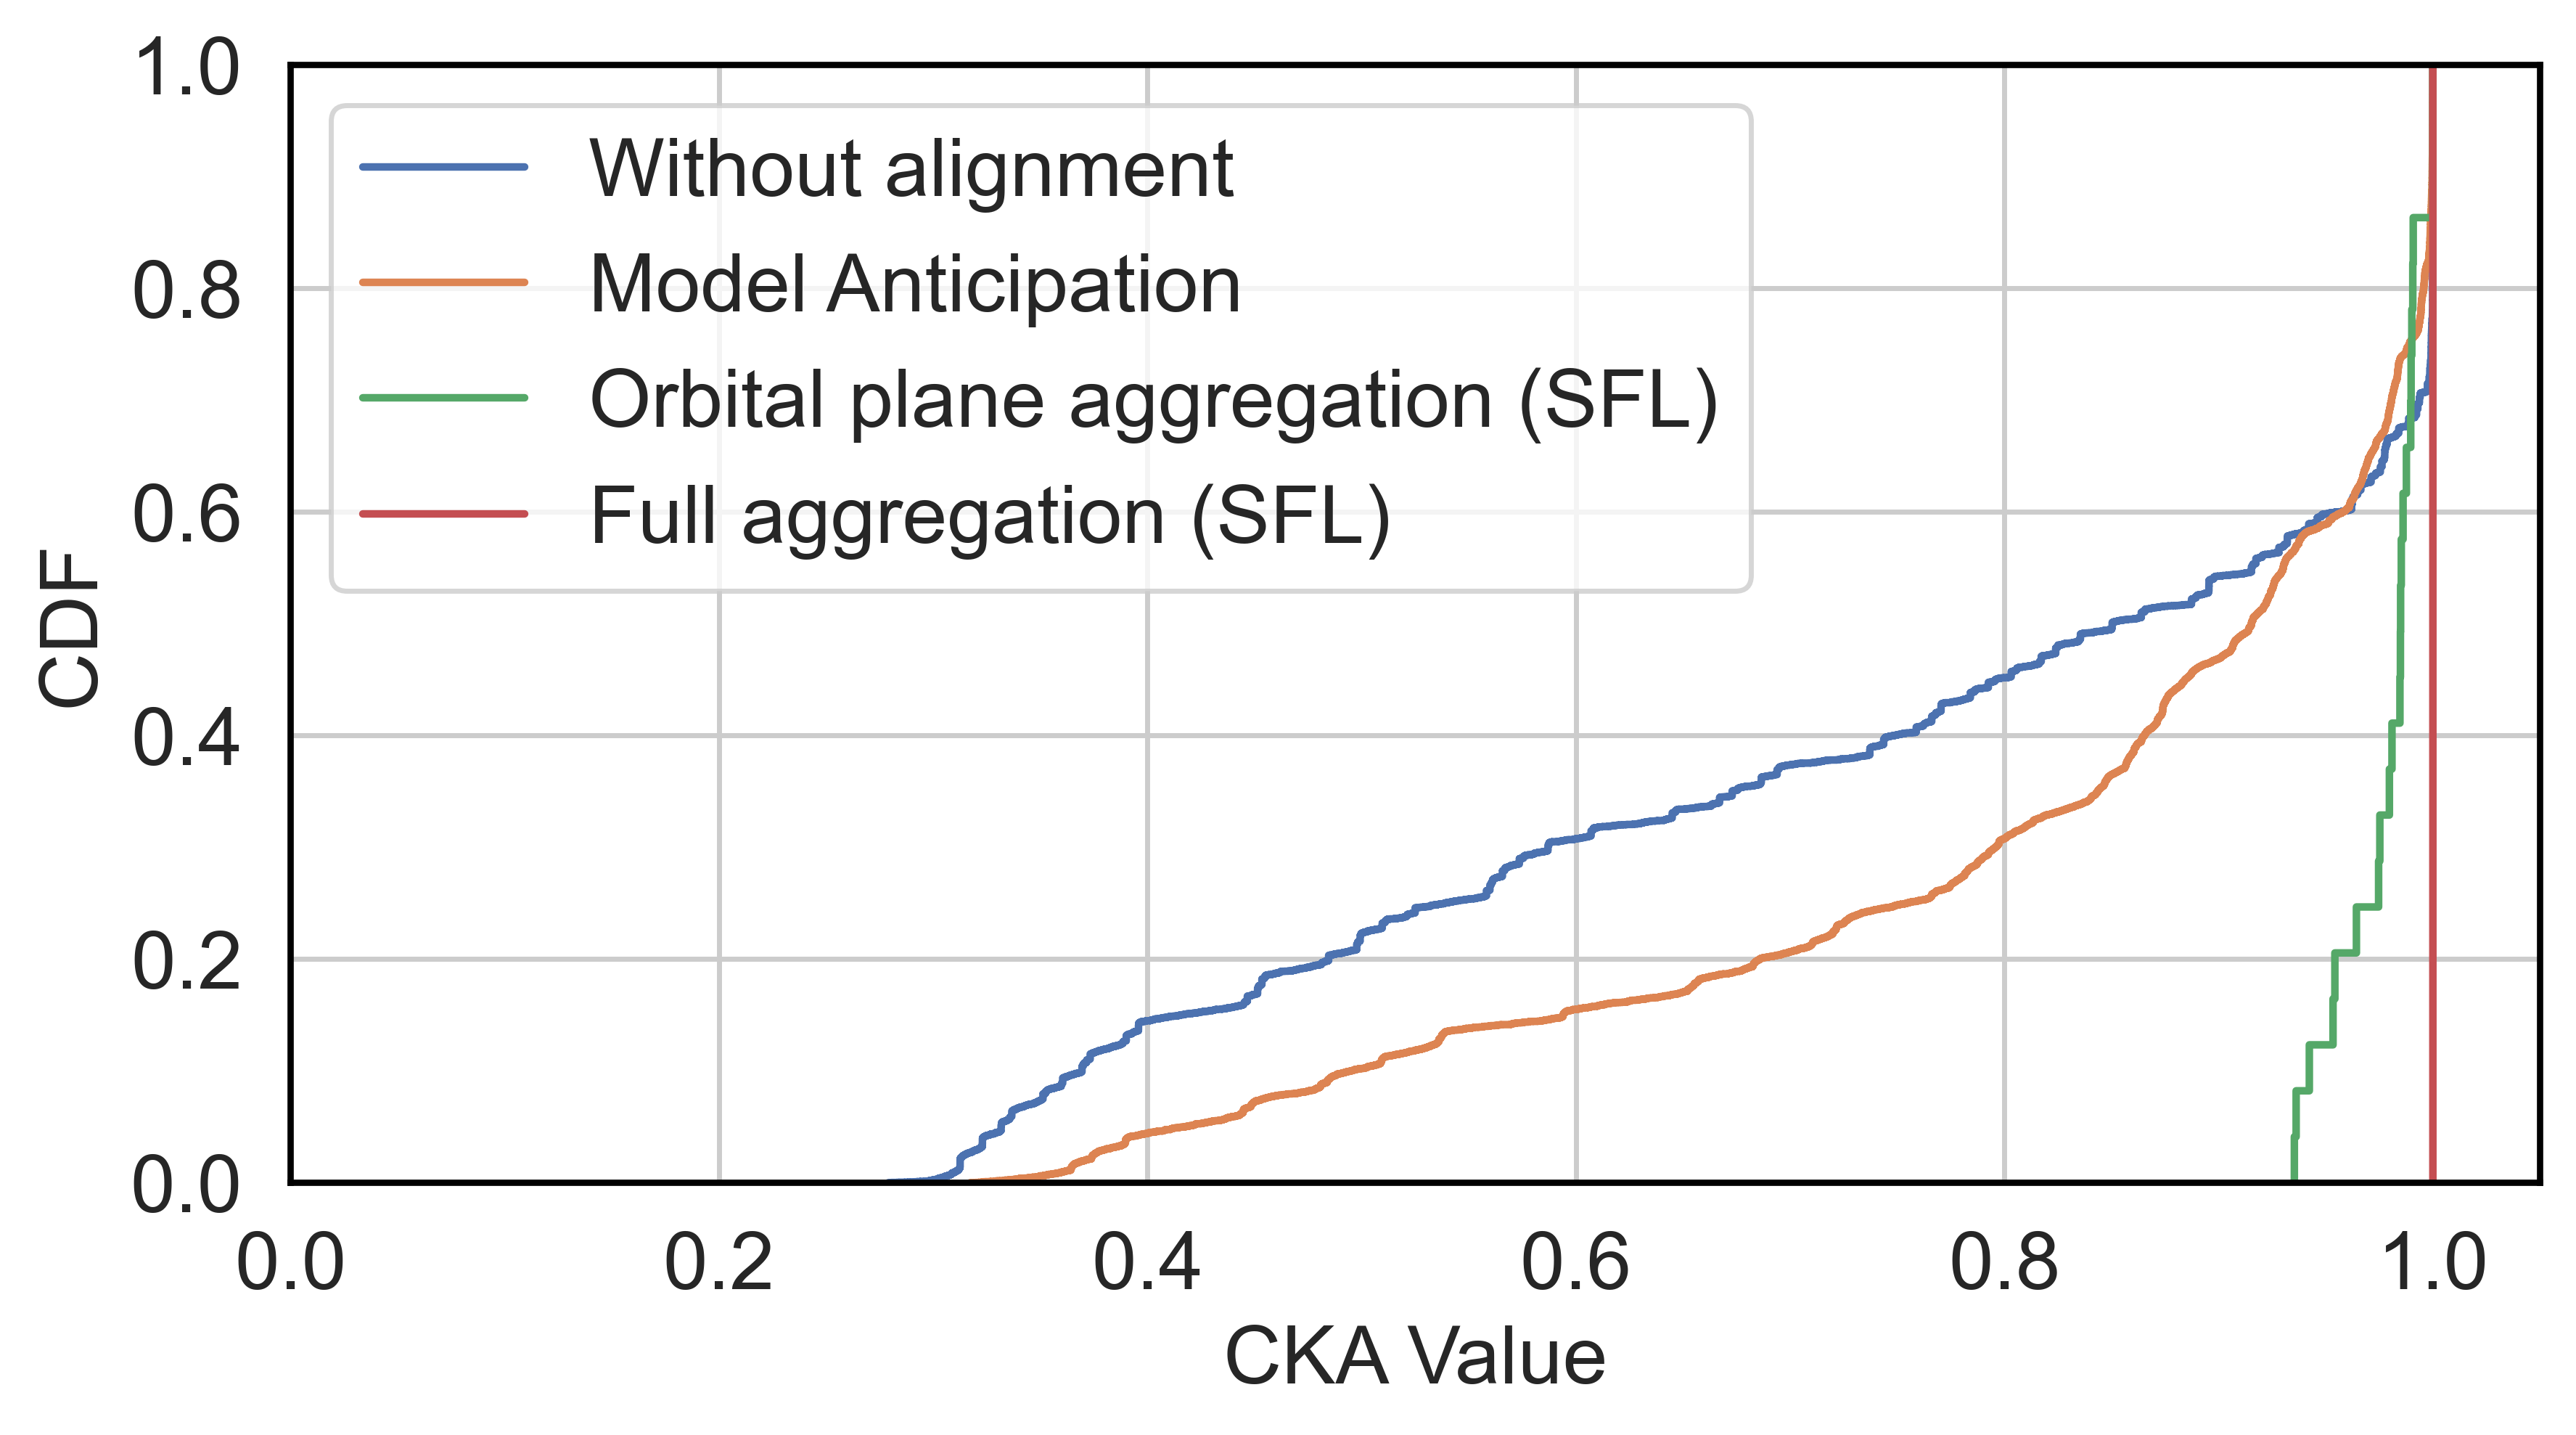 1.0
0.8
0.6
0.4
0.2
0.0
CDF
Without alignment
Model Anticipation
Orbital plane aggregation (SFL)
Full aggregation (SFL)
0.0 0.2 0.4 0.6 0.8 1.0
CKA Value